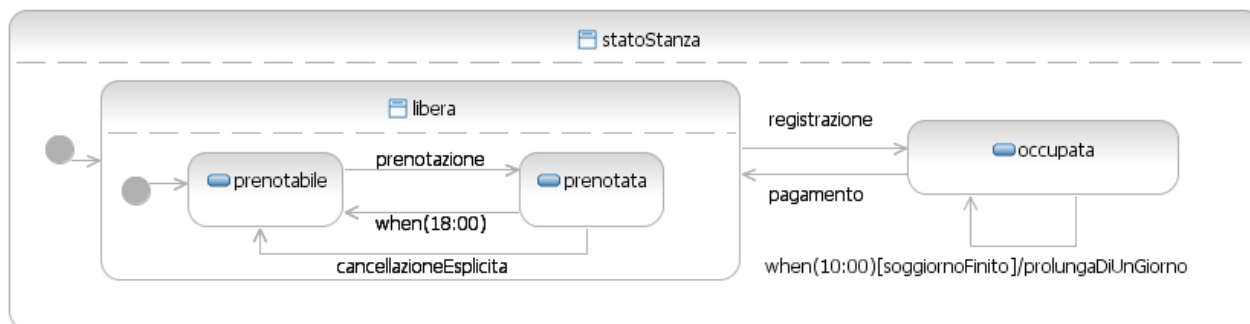 statoStanza
libera
registrazione
prenotazione
occupata
prenotabile
prenotata
pagamento
when(18:00)
cancellazioneEsplicita
when(10:00)[soggiornoFinito]/prolungaDiUnGiorno